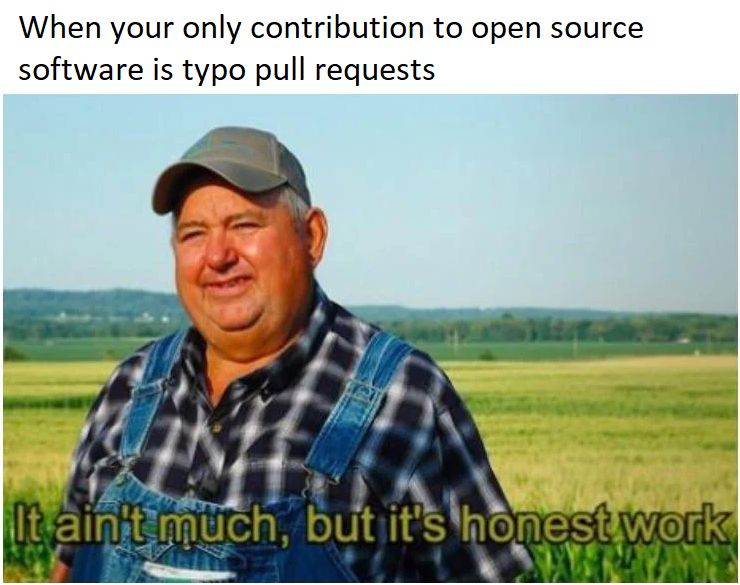 When your only contribution to open source
software is typo pull requests
It ain't much, but it's honest work